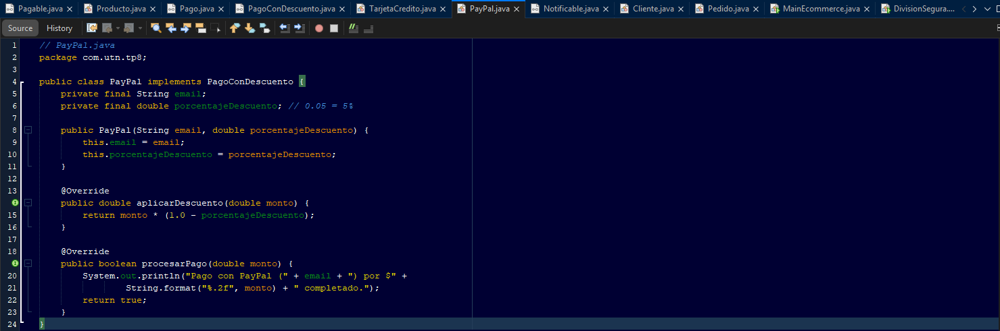 Pagable.java Producto.java Pago.java PagoConDescuento.java TarjetaCredito.java PayPal.java Notificable.java Cliente.java Pedido.java MainEcommerce.java DivisionSegura....
Source History
1 // PayPal.java
2 package com.utn.tp8;
3
4 public class PayPal implements PagoConDescuento {
5 private final String email;
6 private final double porcentajeDescuento; // 0.05 = 5%
7
8 public PayPal(String email, double porcentajeDescuento) {
9 this.email = email;
10 this.porcentajeDescuento = porcentajeDescuento;
11 }
12
13 @Override
public double aplicarDescuento(double monto) {
15 return monto * (1.0 - porcentajeDescuento);
16 }
17
18 @Override
public boolean procesarPago(double monto) {
20 System.out.println("Pago con PayPal (" + email + ") por $" +
21 String.format("%.2f", monto) + " completado.");
22 return true;
23 }
24 }